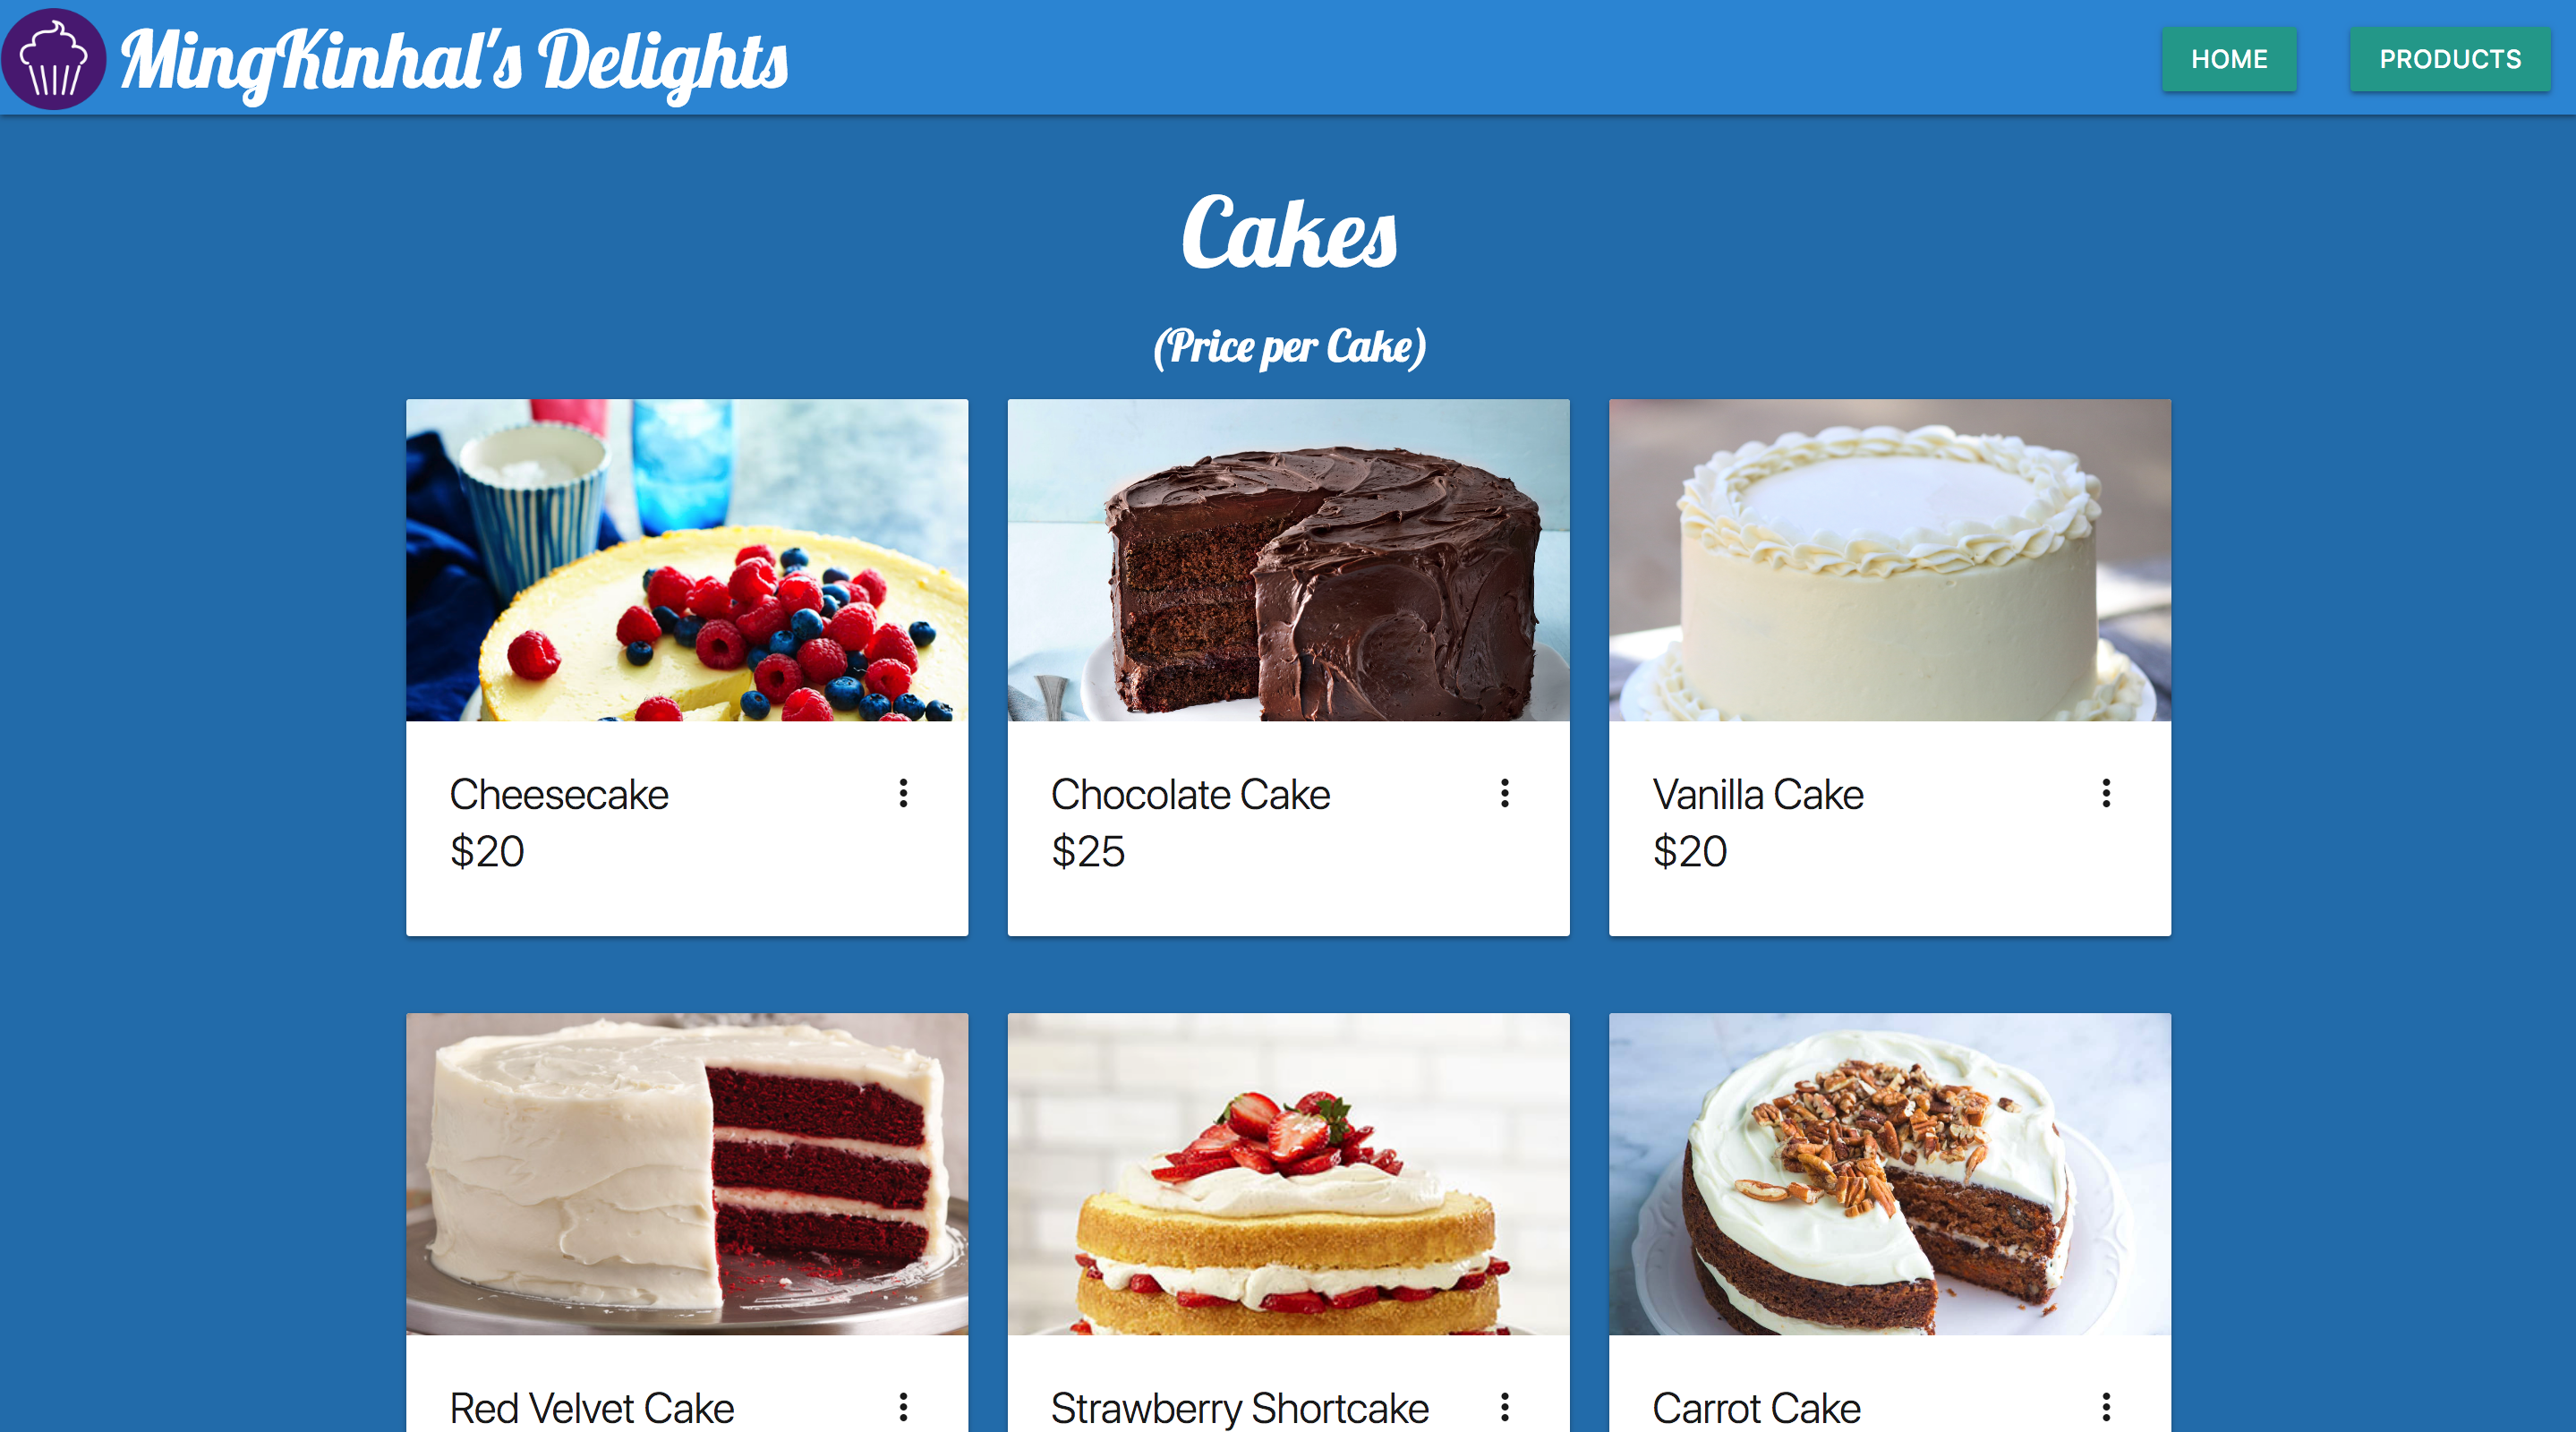 MingKinhal's Delights
HOME
PRODUCTS
Cakes
(Price per Cake)
Cheesecake
$20
Chocolate Cake
$25
Vanilla Cake
$20
Red Velvet Cake
Strawberry Shortcake
Carrot Cake